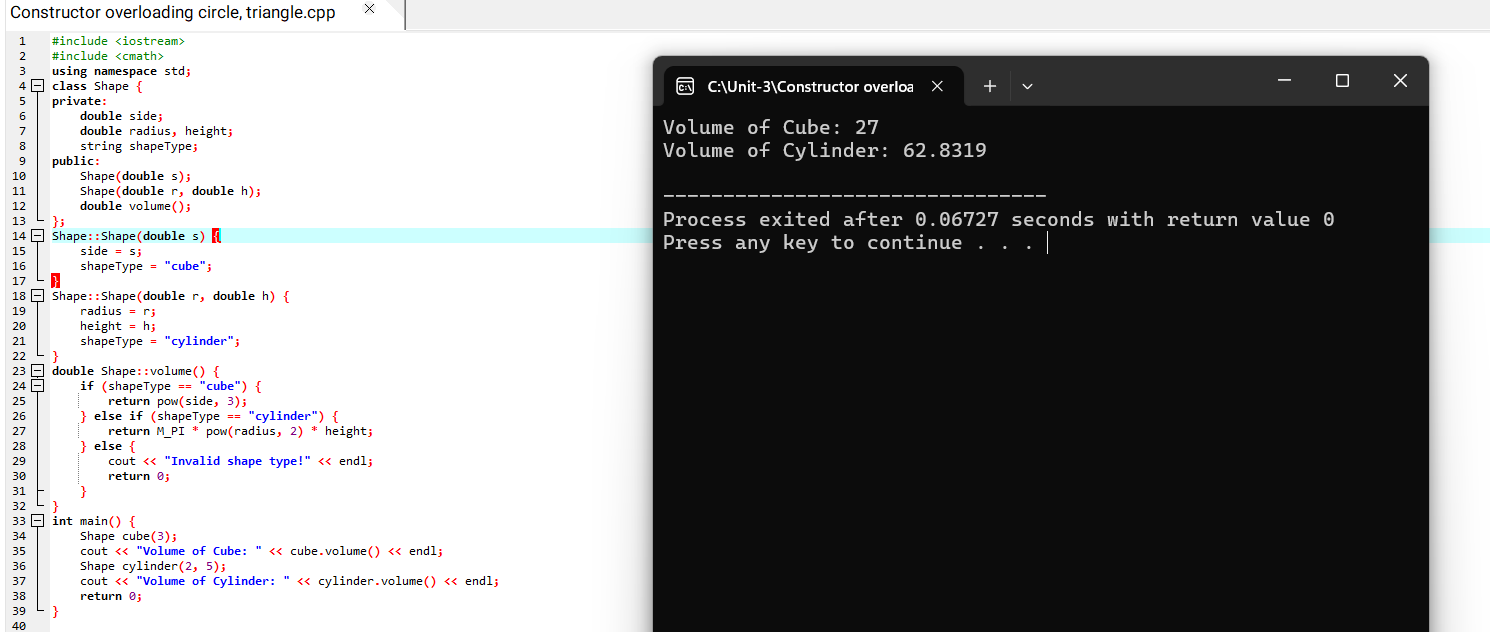 Constructor overloading circle, triangle.cpp
1 #include <iostream>
2 #include <cmath>
3 using namespace std;
4 class Shape {
5 private:
6     double side;
7     double radius, height;
8     string shapeType;
9 public:
10     Shape(double s);
11     Shape(double r, double h);
12     double volume();
13 };
14 Shape::Shape(double s) {
15     side = s;
16     shapeType = "cube";
17 }
18 Shape::Shape(double r, double h) {
19     radius = r;
20     height = h;
21     shapeType = "cylinder";
22 }
23 double Shape::volume() {
24     if (shapeType == "cube") {
25         return pow(side, 3);
26     } else if (shapeType == "cylinder") {
27         return M_PI * pow(radius, 2) * height;
28     } else {
29         cout << "Invalid shape type!" << endl;
30         return 0;
31     }
32 }
33 int main() {
34     Shape cube(3);
35     cout << "Volume of Cube: " << cube.volume() << endl;
36     Shape cylinder(2, 5);
37     cout << "Volume of Cylinder: " << cylinder.volume() << endl;
38     return 0;
39 }
40
C:\Unit-3\Constructor overloa
Volume of Cube: 27
Volume of Cylinder: 62.8319
--------------------------------
Process exited after 0.06727 seconds with return value 0
Press any key to continue . . .